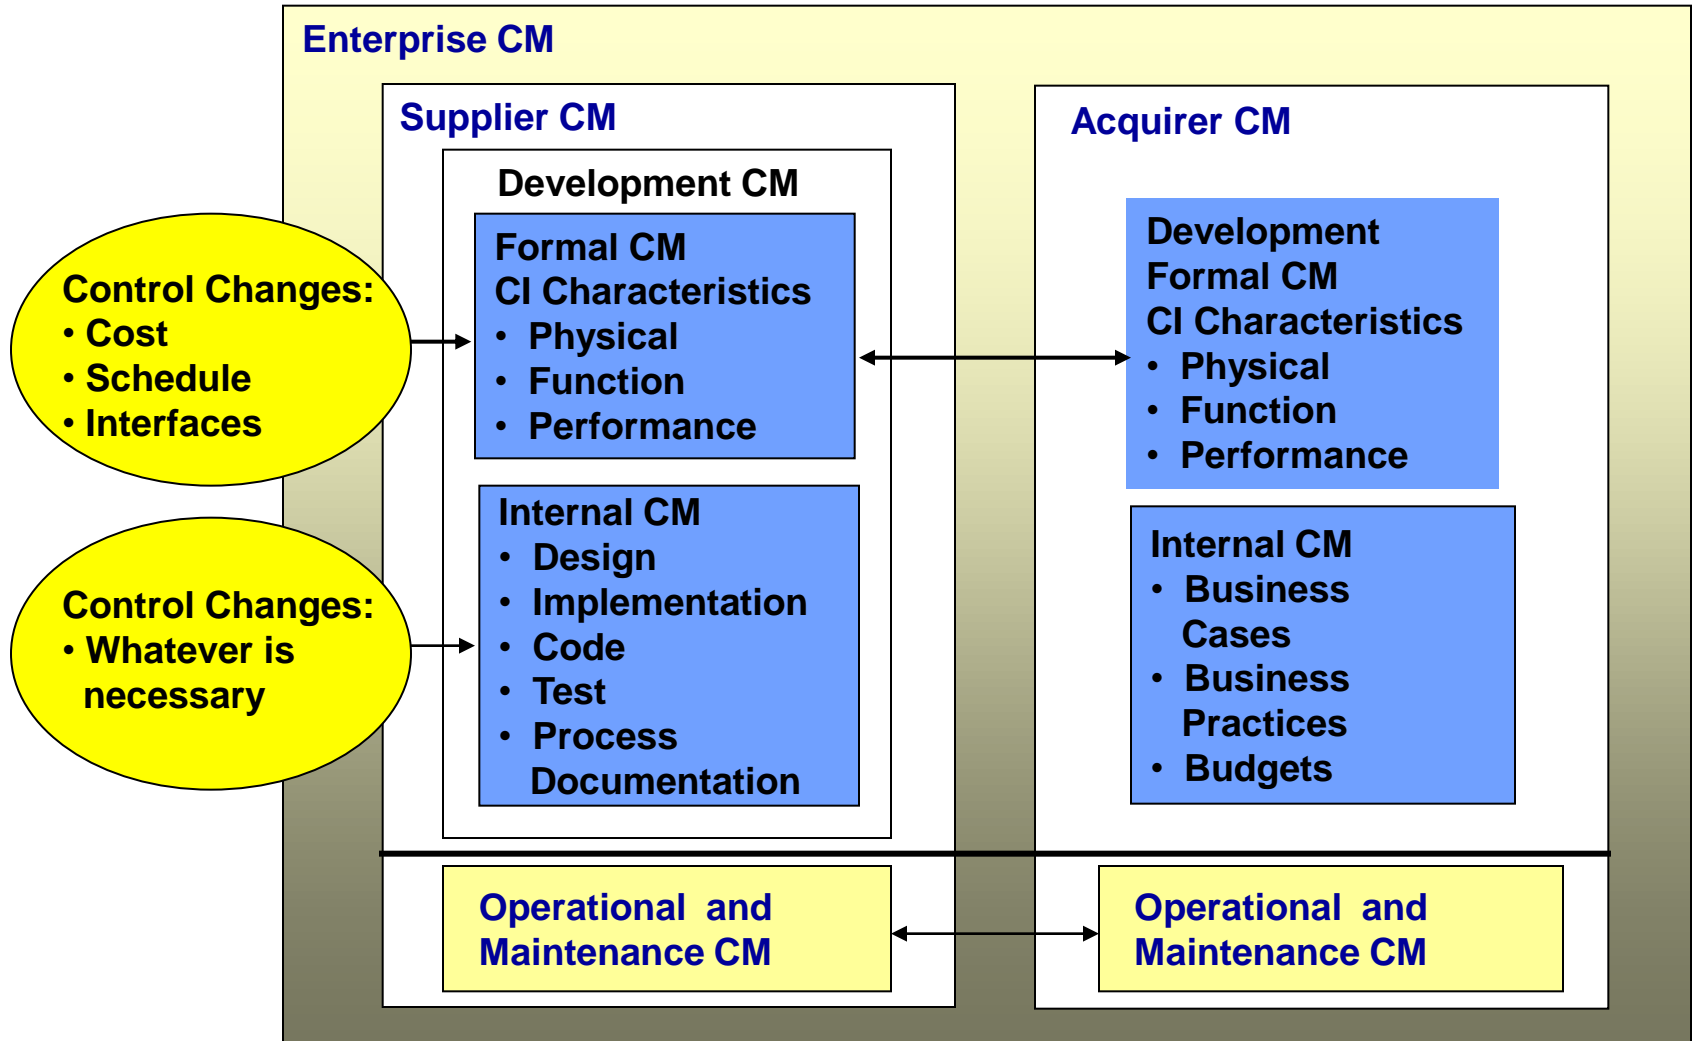 Enterprise CM
Supplier CM
Development CM
Formal CM
CI Characteristics
• Physical
• Function
• Performance
Internal CM
• Design
• Implementation
• Code
• Test
• Process
Documentation
Operational and
Maintenance CM
Acquirer CM
Development
Formal CM
CI Characteristics
• Physical
• Function
• Performance
Internal CM
• Business
Cases
• Business
Practices
• Budgets
Operational and
Maintenance CM
Control Changes:
• Cost
• Schedule
• Interfaces
Control Changes:
• Whatever is
necessary